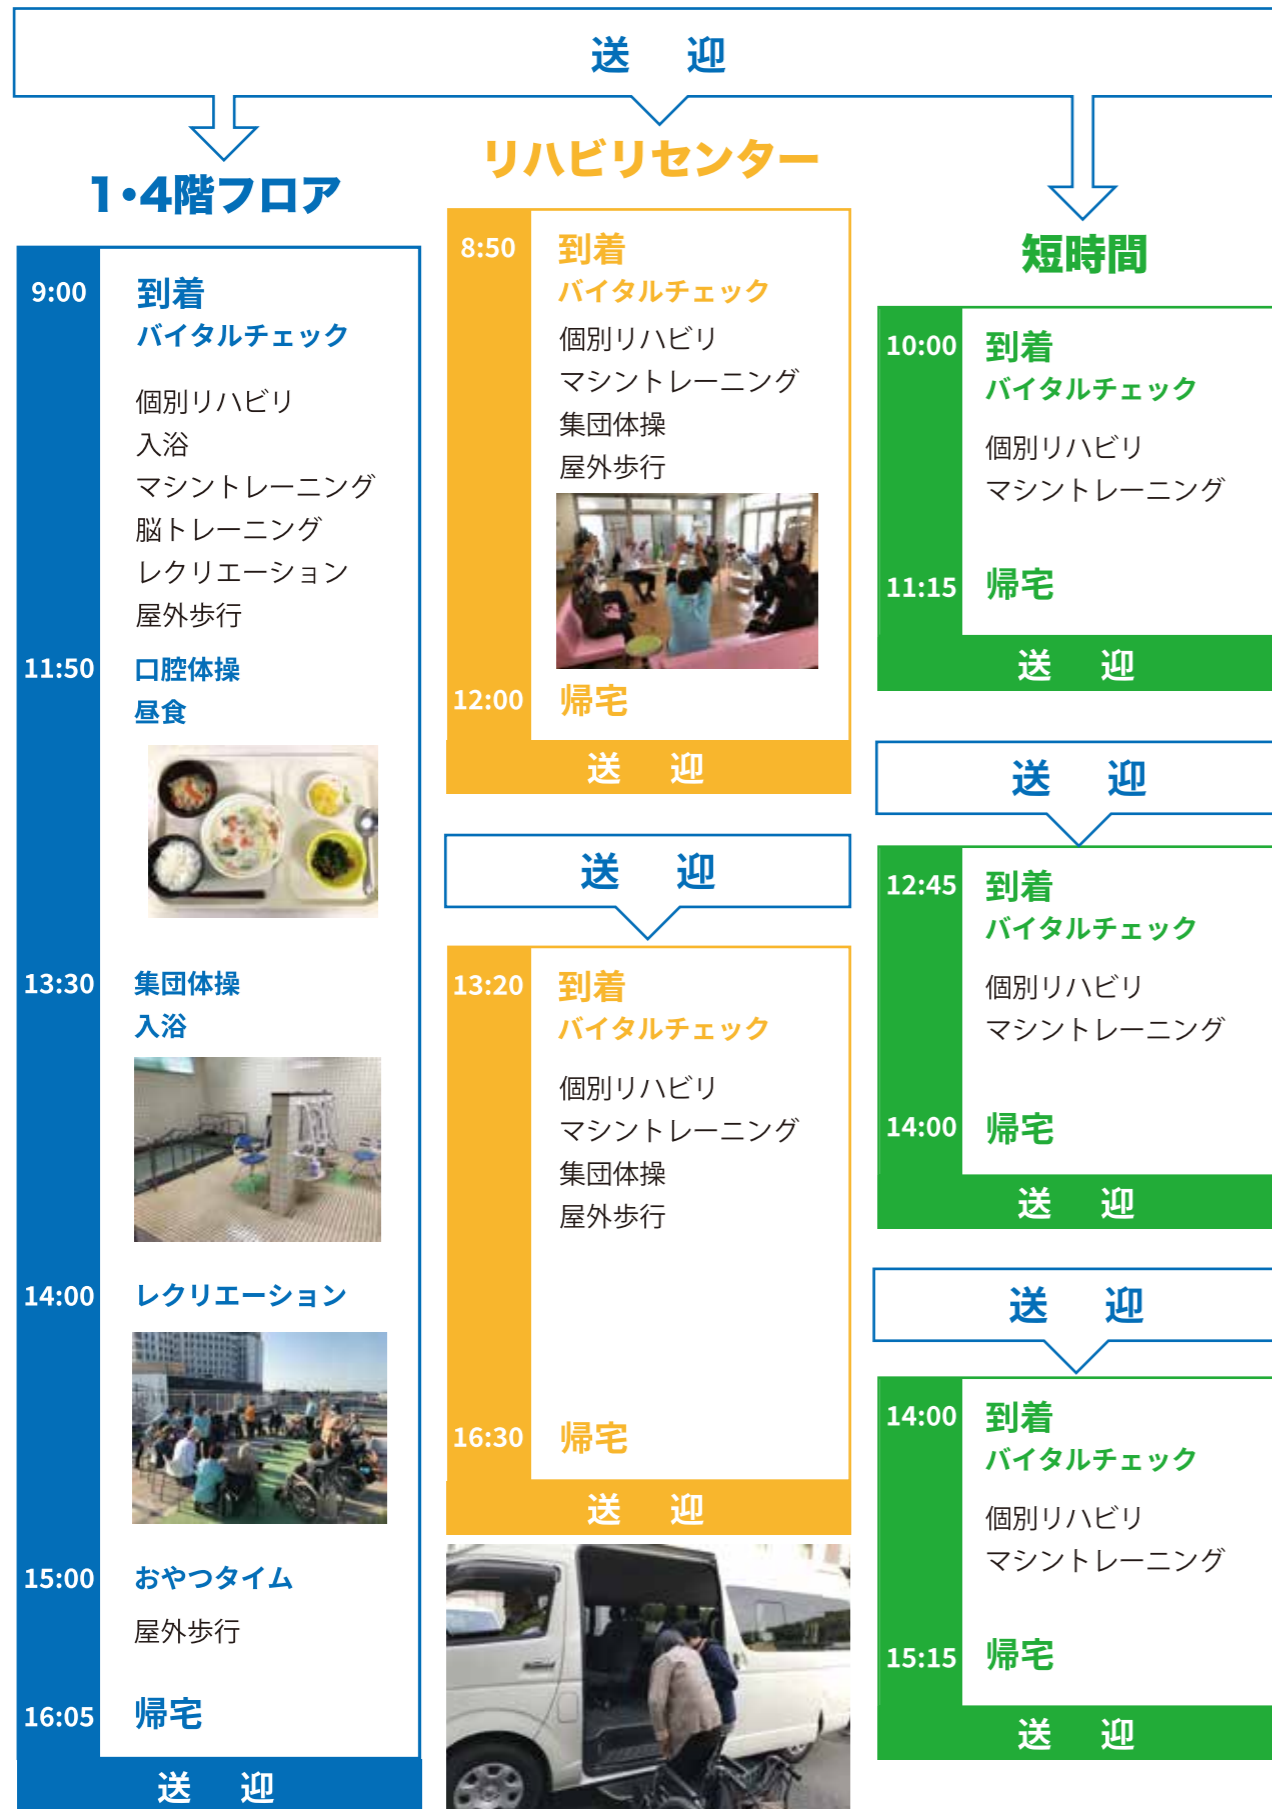 送 迎
1・4階フロア
9:00 到着
バイタルチェック
個別リハビリ
入浴
マシントレーニング
脳トレーニング
レクリエーション
屋外歩行
11:50 口腔体操
昼食
13:30 集団体操
入浴
14:00 レクリエーション
15:00 おやつタイム
屋外歩行
16:05 帰宅
送 迎
リハビリセンター
8:50 到着
バイタルチェック
個別リハビリ
マシントレーニング
集団体操
屋外歩行
12:00 帰宅
送 迎
送 迎
13:20 到着
バイタルチェック
個別リハビリ
マシントレーニング
集団体操
屋外歩行
16:30 帰宅
送 迎
短時間
10:00 到着
バイタルチェック
個別リハビリ
マシントレーニング
11:15 帰宅
送 迎
送 迎
12:45 到着
バイタルチェック
個別リハビリ
マシントレーニング
14:00 帰宅
送 迎
送 迎
14:00 到着
バイタルチェック
個別リハビリ
マシントレーニング
15:15 帰宅
送 迎